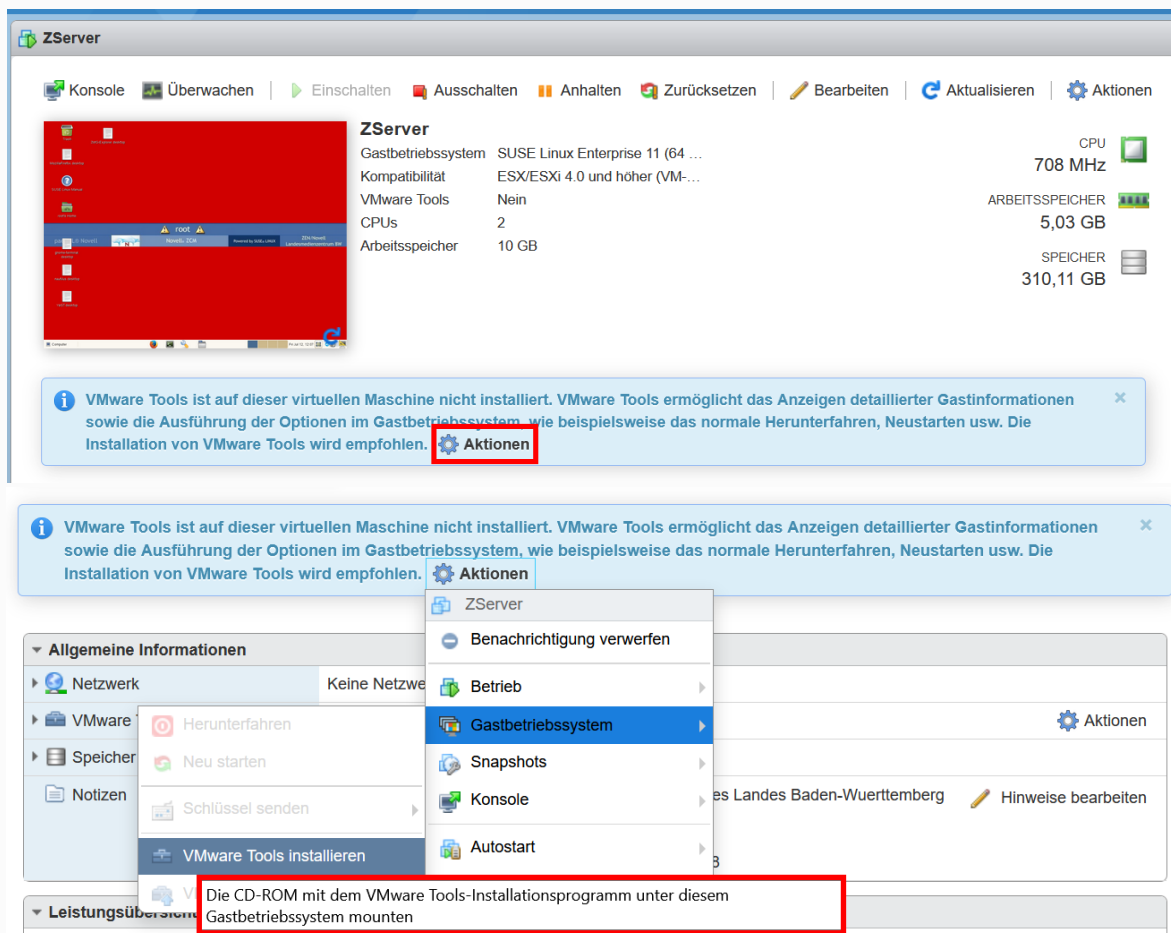 ZServer
Konsole Überwachen Einschalten Ausschalten Anhalten Zurücksetzen Bearbeiten Aktualisieren Aktionen
ZServer
Gastbetriebssystem SUSE Linux Enterprise 11 (64 ...
Kompatibilität ESX/ESXi 4.0 und höher (VM-...
VMware Tools Nein
CPUs 2
Arbeitsspeicher 10 GB
CPU
708 MHz
ARBEITSSPEICHER
5,03 GB
SPEICHER
310,11 GB
root
VMware Tools ist auf dieser virtuellen Maschine nicht installiert. VMware Tools ermöglicht das Anzeigen detaillierter Gastinformationen
sowie die Ausführung der Optionen im Gastbetriebssystem, wie beispielsweise das normale Herunterfahren, Neustarten usw. Die
Installation von VMware Tools wird empfohlen. Aktionen
VMware Tools ist auf dieser virtuellen Maschine nicht installiert. VMware Tools ermöglicht das Anzeigen detaillierter Gastinformationen
sowie die Ausführung der Optionen im Gastbetriebssystem, wie beispielsweise das normale Herunterfahren, Neustarten usw. Die
Installation von VMware Tools wird empfohlen. Aktionen
ZServer
Benachrichtigung verwerfen
Betrieb
Gastbetriebssystem
Snapshots
Konsole
Autostart
Allgemeine Informationen
Netzwerk Keine Netzwe
VMware Aktionen
Speicher
Notizen es Landes Baden-Wuerttemberg Hinweise bearbeiten
Herunterfahren
Neu starten
Schlüssel senden
VMware Tools installieren
Die CD-ROM mit dem VMware Tools-Installationsprogramm unter diesem
Gastbetriebssystem mounten
Leistungsübersicht